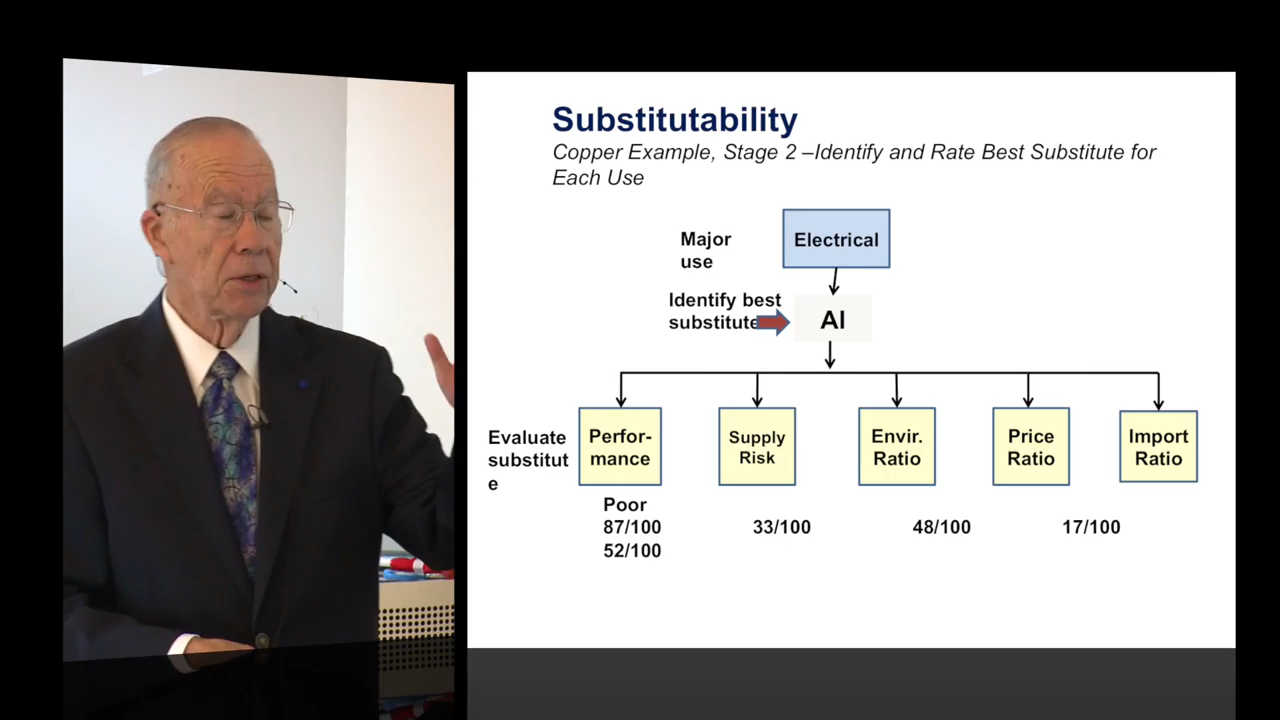 Substitutability
Copper Example, Stage 2 –Identify and Rate Best Substitute for
Each Use
Major
use
Electrical
Identify best
substitute
Al
Evaluate
substitut
e
Perfor-
mance
Supply
Risk
Envir.
Ratio
Price
Ratio
Import
Ratio
Poor
87/100 33/100 48/100 17/100
52/100